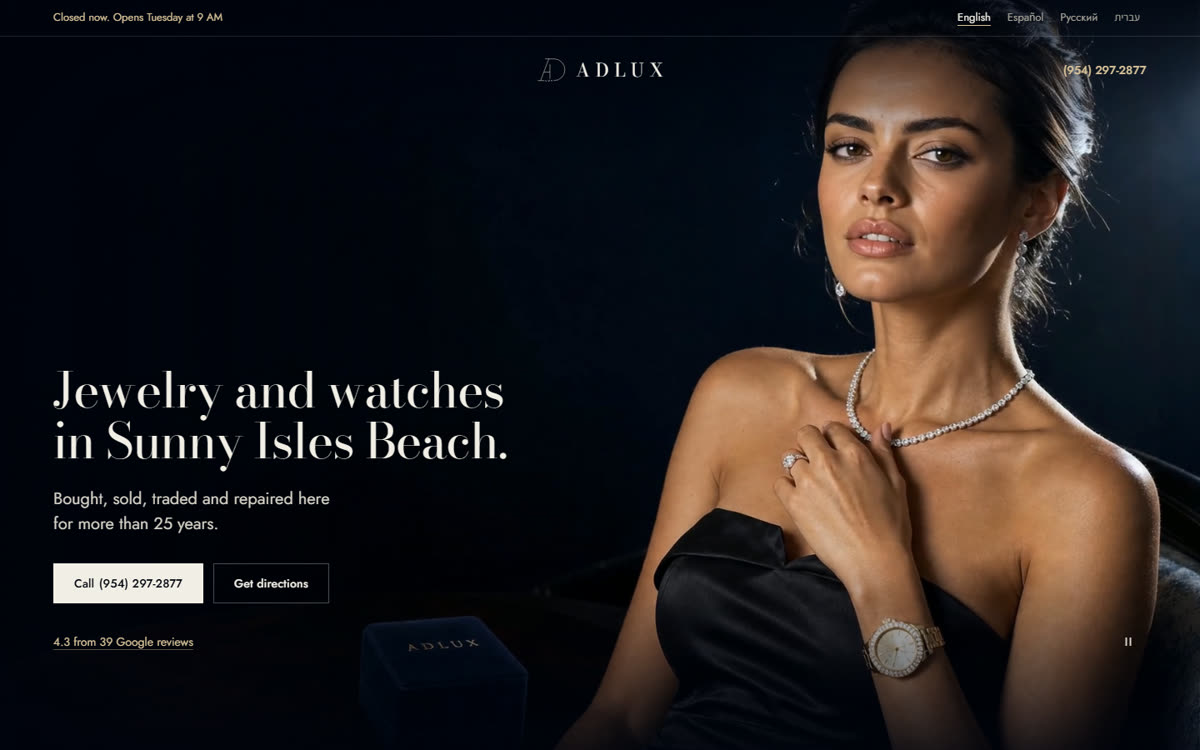 Closed now. Opens Tuesday at 9 AM
English Español Русский עברית
AD ADLUX
(954) 297-2877
Jewelry and watches
in Sunny Isles Beach.
Bought, sold, traded and repaired here
for more than 25 years.
Call (954) 297-2877
Get directions
4.3 from 39 Google reviews
ADLUX